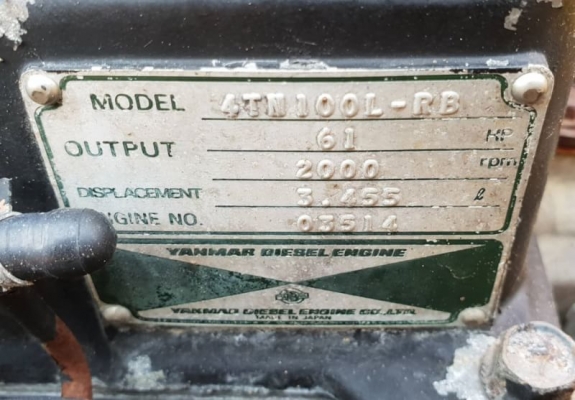 MODEL 4TN100L-RB
OUTPUT 61 HP
2000 rpm
DISPLACEMENT 3.455 ℓ
ENGINE NO. 03514
YANMAR DIESEL ENGINE
YANMAR DIESEL ENGINE CO.,LTD.
MADE IN JAPAN